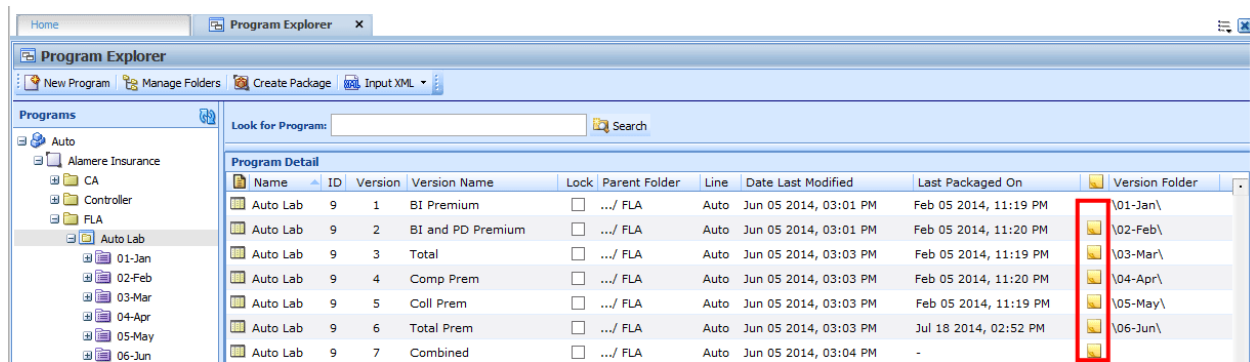 Home Program Explorer x
Program Explorer
New Program Manage Folders Create Package Input XML
Programs
Look for Program: Search
Auto
Alamere Insurance
CA
Controller
FLA
Auto Lab
01-Jan
02-Feb
03-Mar
04-Apr
05-May
06-Jun
Program Detail
Name ID Version Version Name Lock Parent Folder Line Date Last Modified Last Packaged On Version Folder
Auto Lab 9 1 BI Premium .../ FLA Auto Jun 05 2014, 03:01 PM Feb 05 2014, 11:19 PM \01-Jan\
Auto Lab 9 2 BI and PD Premium .../ FLA Auto Jun 05 2014, 03:01 PM Feb 05 2014, 11:20 PM \02-Feb\
Auto Lab 9 3 Total .../ FLA Auto Jun 05 2014, 03:03 PM Feb 05 2014, 11:19 PM \03-Mar\
Auto Lab 9 4 Comp Prem .../ FLA Auto Jun 05 2014, 03:03 PM Feb 05 2014, 11:20 PM \04-Apr\
Auto Lab 9 5 Coll Prem .../ FLA Auto Jun 05 2014, 03:03 PM Feb 05 2014, 11:19 PM \05-May\
Auto Lab 9 6 Total Prem .../ FLA Auto Jun 05 2014, 03:03 PM Jul 18 2014, 02:52 PM \06-Jun\
Auto Lab 9 7 Combined .../ FLA Auto Jun 05 2014, 03:04 PM -